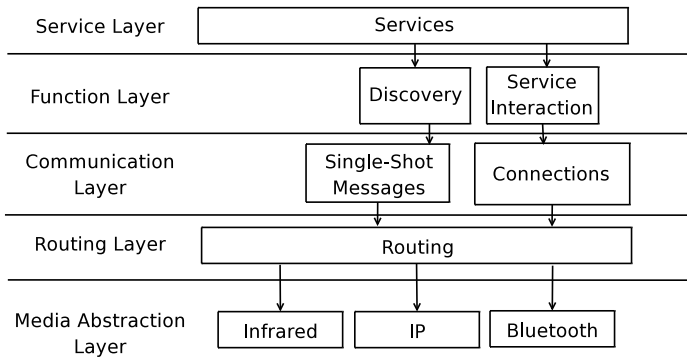 Service Layer
Services
Function Layer
Discovery
Service
Interaction
Communication
Layer
Single-Shot
Messages
Connections
Routing Layer
Routing
Media Abstraction
Layer
Infrared
IP
Bluetooth